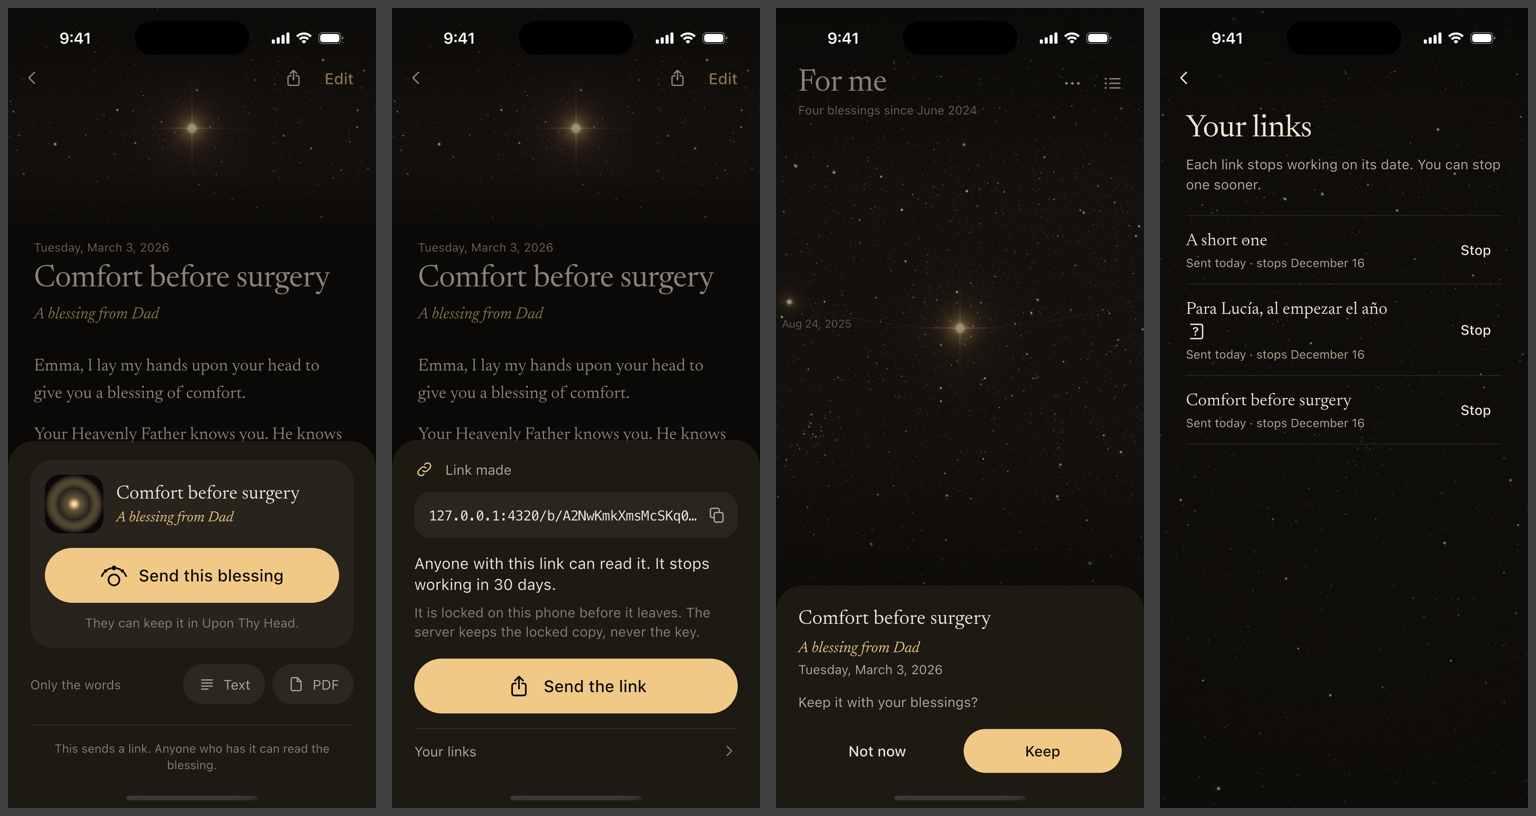 9:41
Edit
Tuesday, March 3, 2026
Comfort before surgery
A blessing from Dad
Emma, I lay my hands upon your head to
give you a blessing of comfort.
Your Heavenly Father knows you. He knows
Comfort before surgery
A blessing from Dad
Send this blessing
They can keep it in Upon Thy Head.
Only the words
Text
PDF
This sends a link. Anyone who has it can read the
blessing.
9:41
Edit
Tuesday, March 3, 2026
Comfort before surgery
A blessing from Dad
Emma, I lay my hands upon your head to
give you a blessing of comfort.
Your Heavenly Father knows you. He knows
Link made
127.0.0.1:4320/b/A2NwKmkXmsMcSKq0…
Anyone with this link can read it. It stops
working in 30 days.
It is locked on this phone before it leaves. The
server keeps the locked copy, never the key.
Send the link
Your links
9:41
For me
Four blessings since June 2024
Aug 24, 2025
Comfort before surgery
A blessing from Dad
Tuesday, March 3, 2026
Keep it with your blessings?
Not now
Keep
9:41
Your links
Each link stops working on its date. You can stop
one sooner.
A short one
Sent today · stops December 16
Stop
Para Lucía, al empezar el año
Sent today · stops December 16
Stop
Comfort before surgery
Sent today · stops December 16
Stop